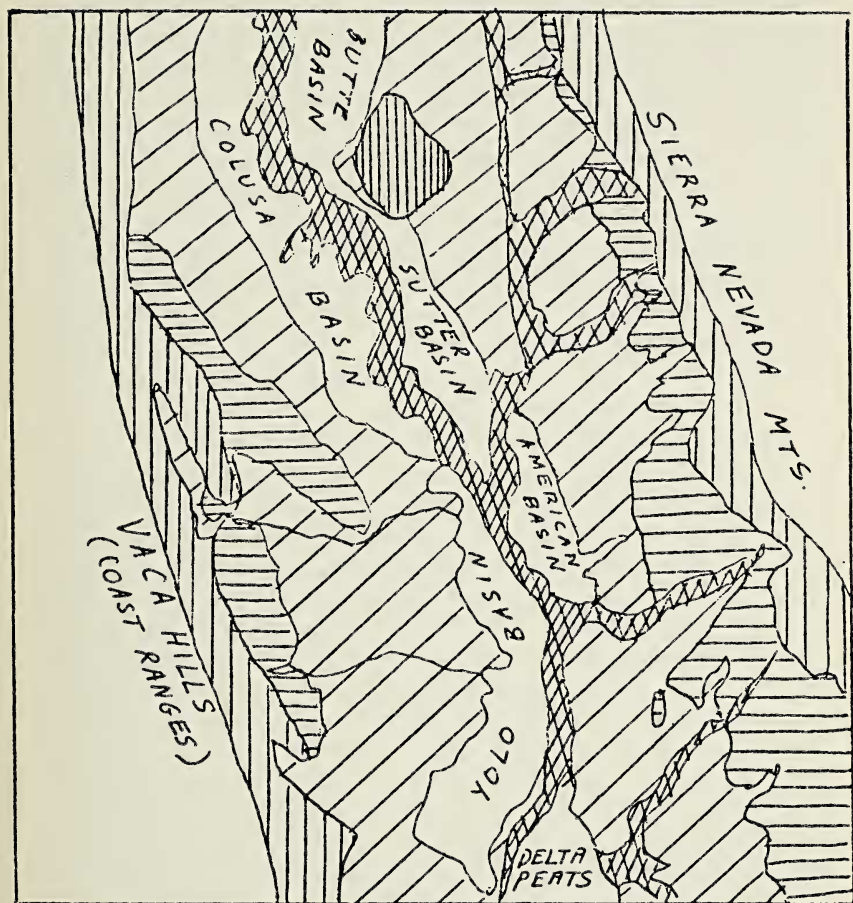 BUTTE
BASIN
COLUSA
BASIN
SUTTER
BASIN
SIERRA NEVADA MTS.
AMERICAN
BASIN
YOLO BASIN
VACA HILLS
(COAST RANGES)
DELTA
PEATS